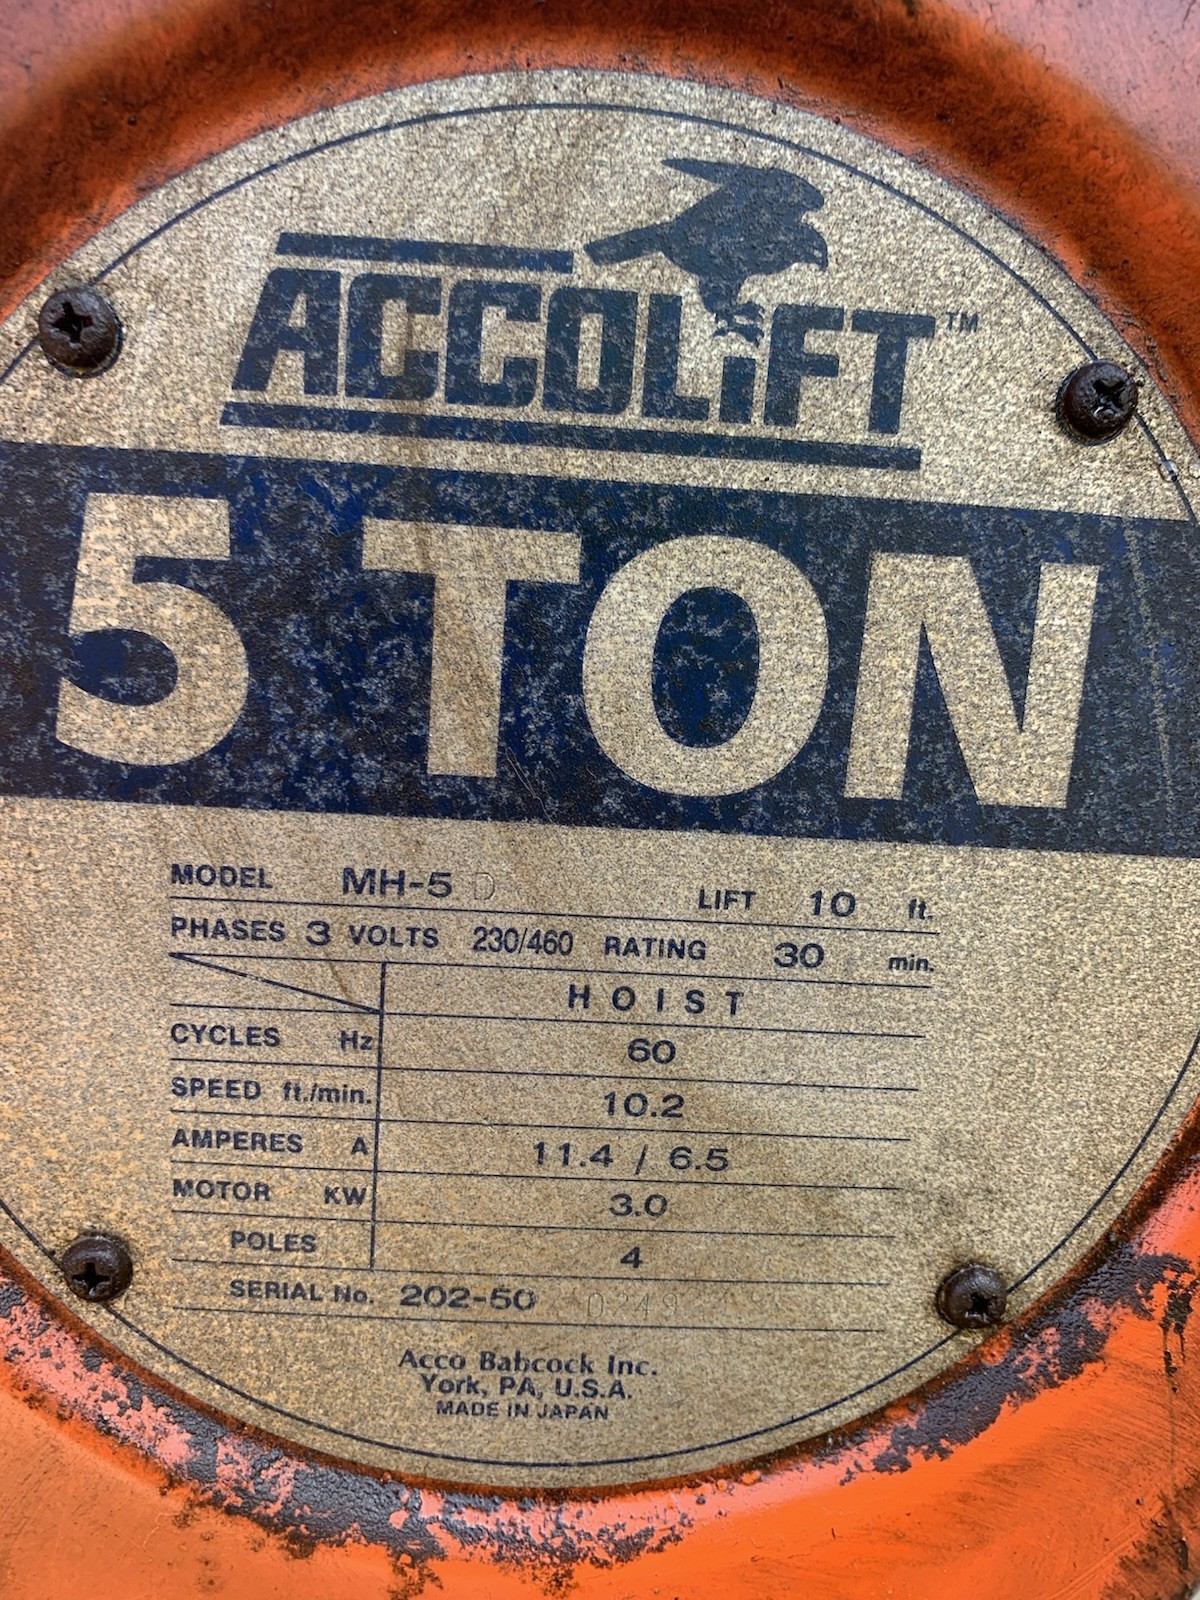 ACCOLIFT™
5 TON
MODEL MH-5 D LIFT 10 ft.
PHASES 3 VOLTS 230/460 RATING 30 min.
HOIST
CYCLES Hz 60
SPEED ft./min. 10.2
AMPERES A 11.4 / 6.5
MOTOR KW 3.0
POLES 4
SERIAL No. 202-50 0249
Acco Babcock Inc.
York, PA, U.S.A.
MADE IN JAPAN